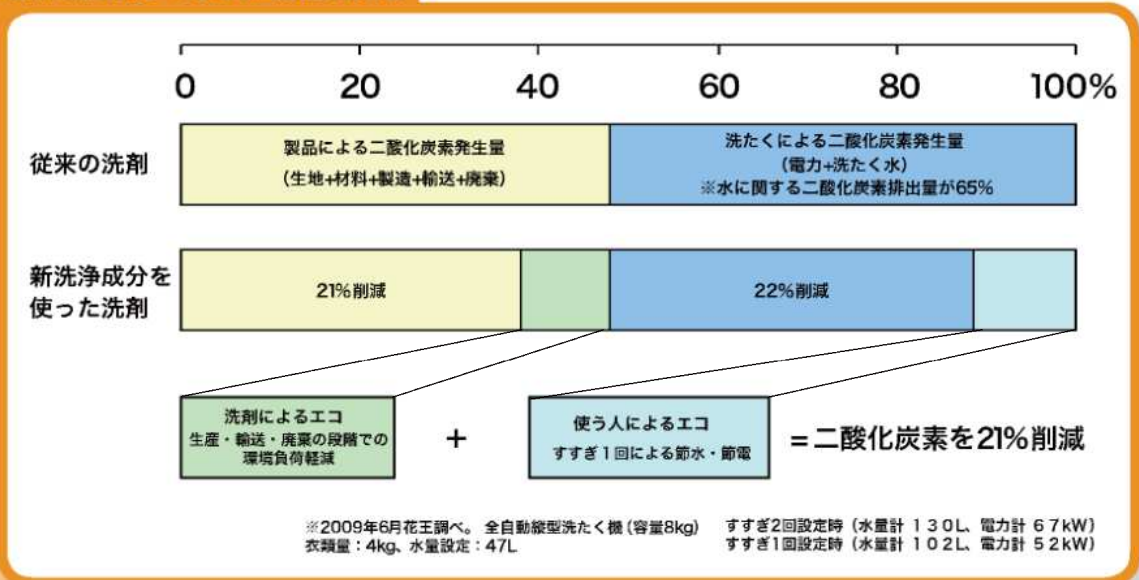 0 20 40 60 80 100%
従来の洗剤
製品による二酸化炭素発生量
(生地+材料+製造+輸送+廃棄)
洗たくによる二酸化炭素発生量
(電力+洗たく水)
※水に関する二酸化炭素排出量が65%
新洗浄成分を
使った洗剤
21%削減
22%削減
洗剤によるエコ
生産・輸送・廃棄の段階での
環境負荷軽減
+
使う人によるエコ
すすぎ1回による節水・節電
=二酸化炭素を21%削減
※2009年6月花王調べ。 全自動縦型洗たく機(容量8kg)
衣類量:4kg、水量設定:47L
すすぎ2回設定時(水量計 130L、電力計 67kW)
すすぎ1回設定時(水量計 102L、電力計 52kW)